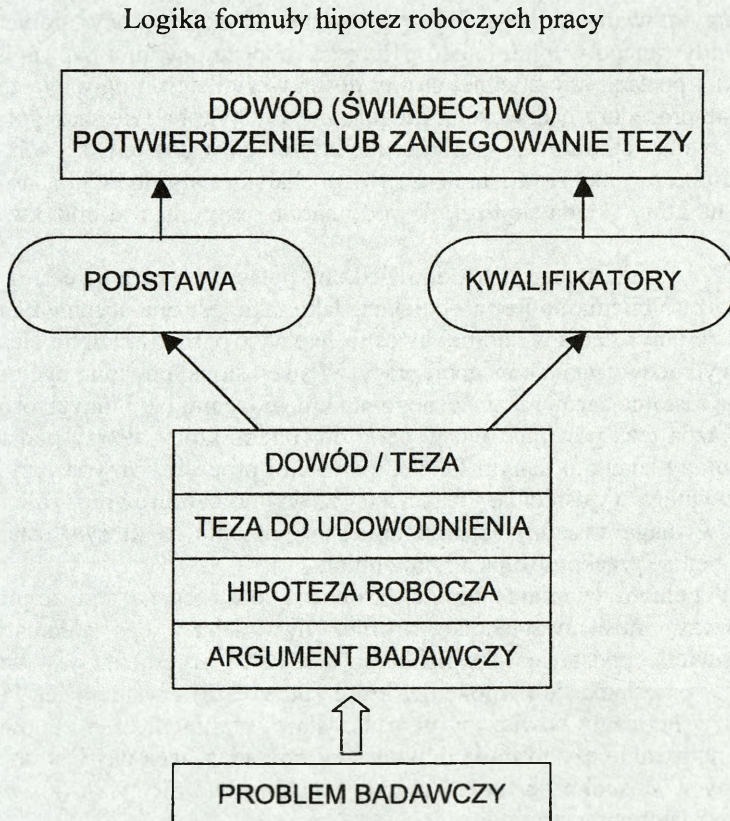 Logika formuły hipotez roboczych pracy
DOWÓD (ŚWIADECTWO)
POTWIERDZENIE LUB ZANEGOWANIE TEZY
PODSTAWA
KWALIFIKATORY
DOWÓD / TEZA
TEZA DO UDOWODNIENIA
HIPOTEZA ROBOCZA
ARGUMENT BADAWCZY
PROBLEM BADAWCZY